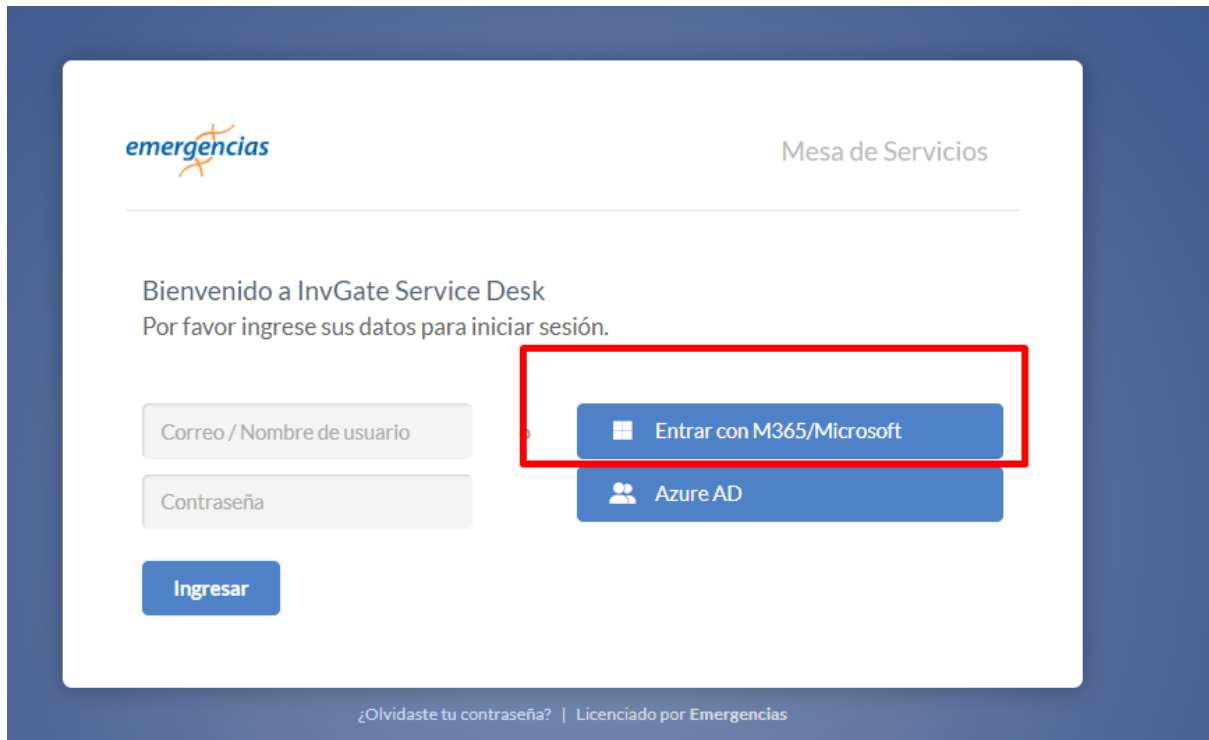 emergencias
Mesa de Servicios
Bienvenido a InvGate Service Desk
Por favor ingrese sus datos para iniciar sesión.
Correo / Nombre de usuario
Entrar con M365/Microsoft
Contraseña
Azure AD
Ingresar
¿Olvidaste tu contraseña? | Licenciado por Emergencias